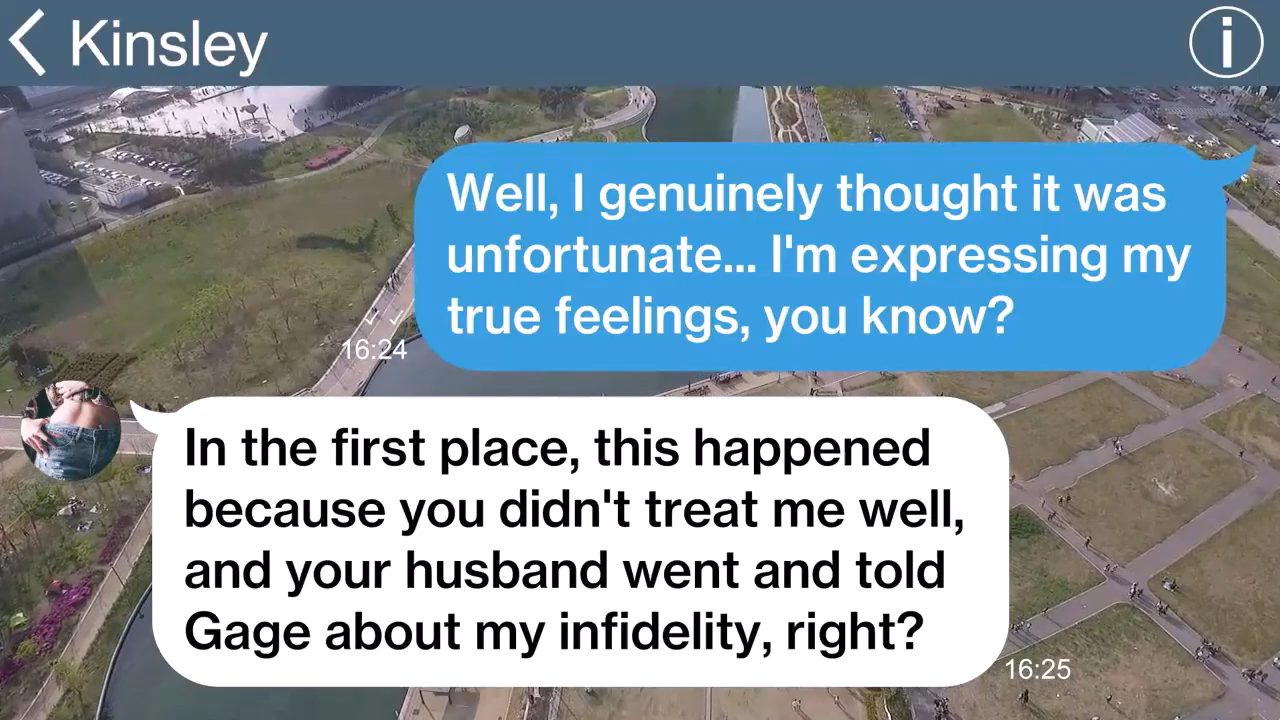 Kinsley
i
Well, I genuinely thought it was
unfortunate... I'm expressing my
true feelings, you know?
16:24
In the first place, this happened
because you didn't treat me well,
and your husband went and told
Gage about my infidelity, right?
16:25